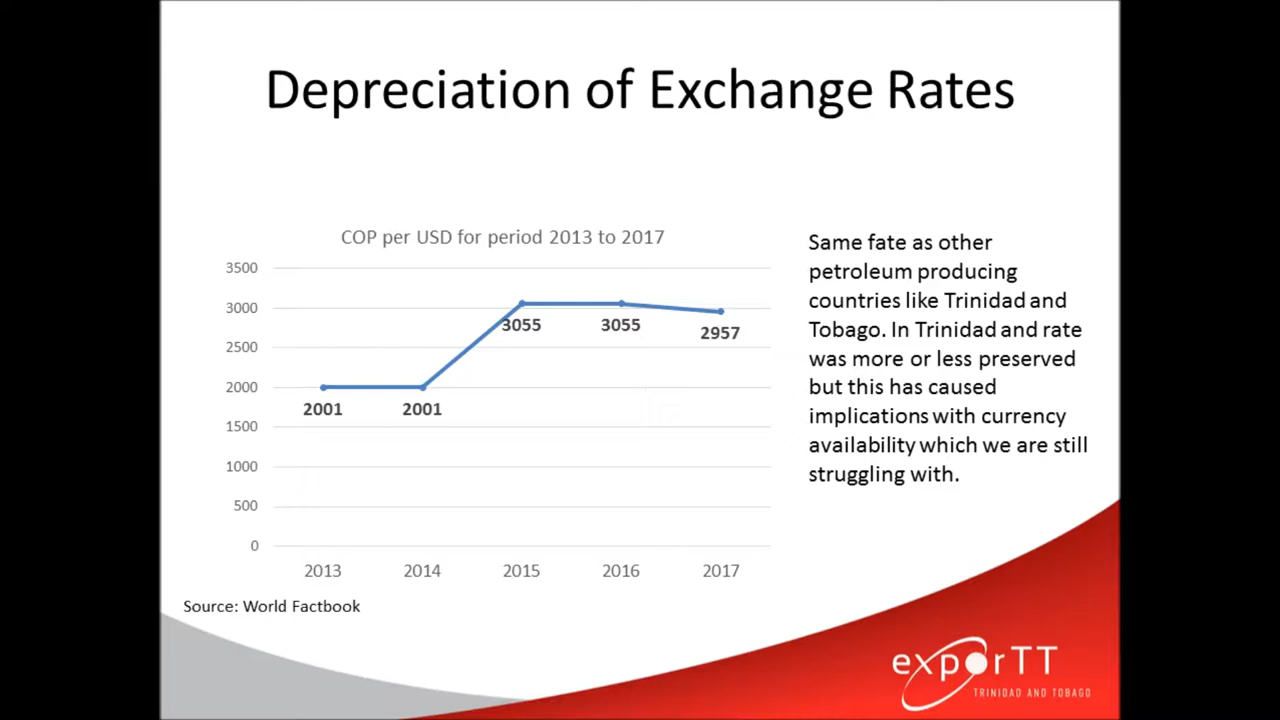 Depreciation of Exchange Rates
COP per USD for period 2013 to 2017
3500
3000
2500
2000
1500
1000
500
0
2001
2001
3055
3055
2957
2013
2014
2015
2016
2017
Source: World Factbook
Same fate as other
petroleum producing
countries like Trinidad and
Tobago. In Trinidad and rate
was more or less preserved
but this has caused
implications with currency
availability which we are still
struggling with.
exporTT
TRINIDAD AND TOBAGO